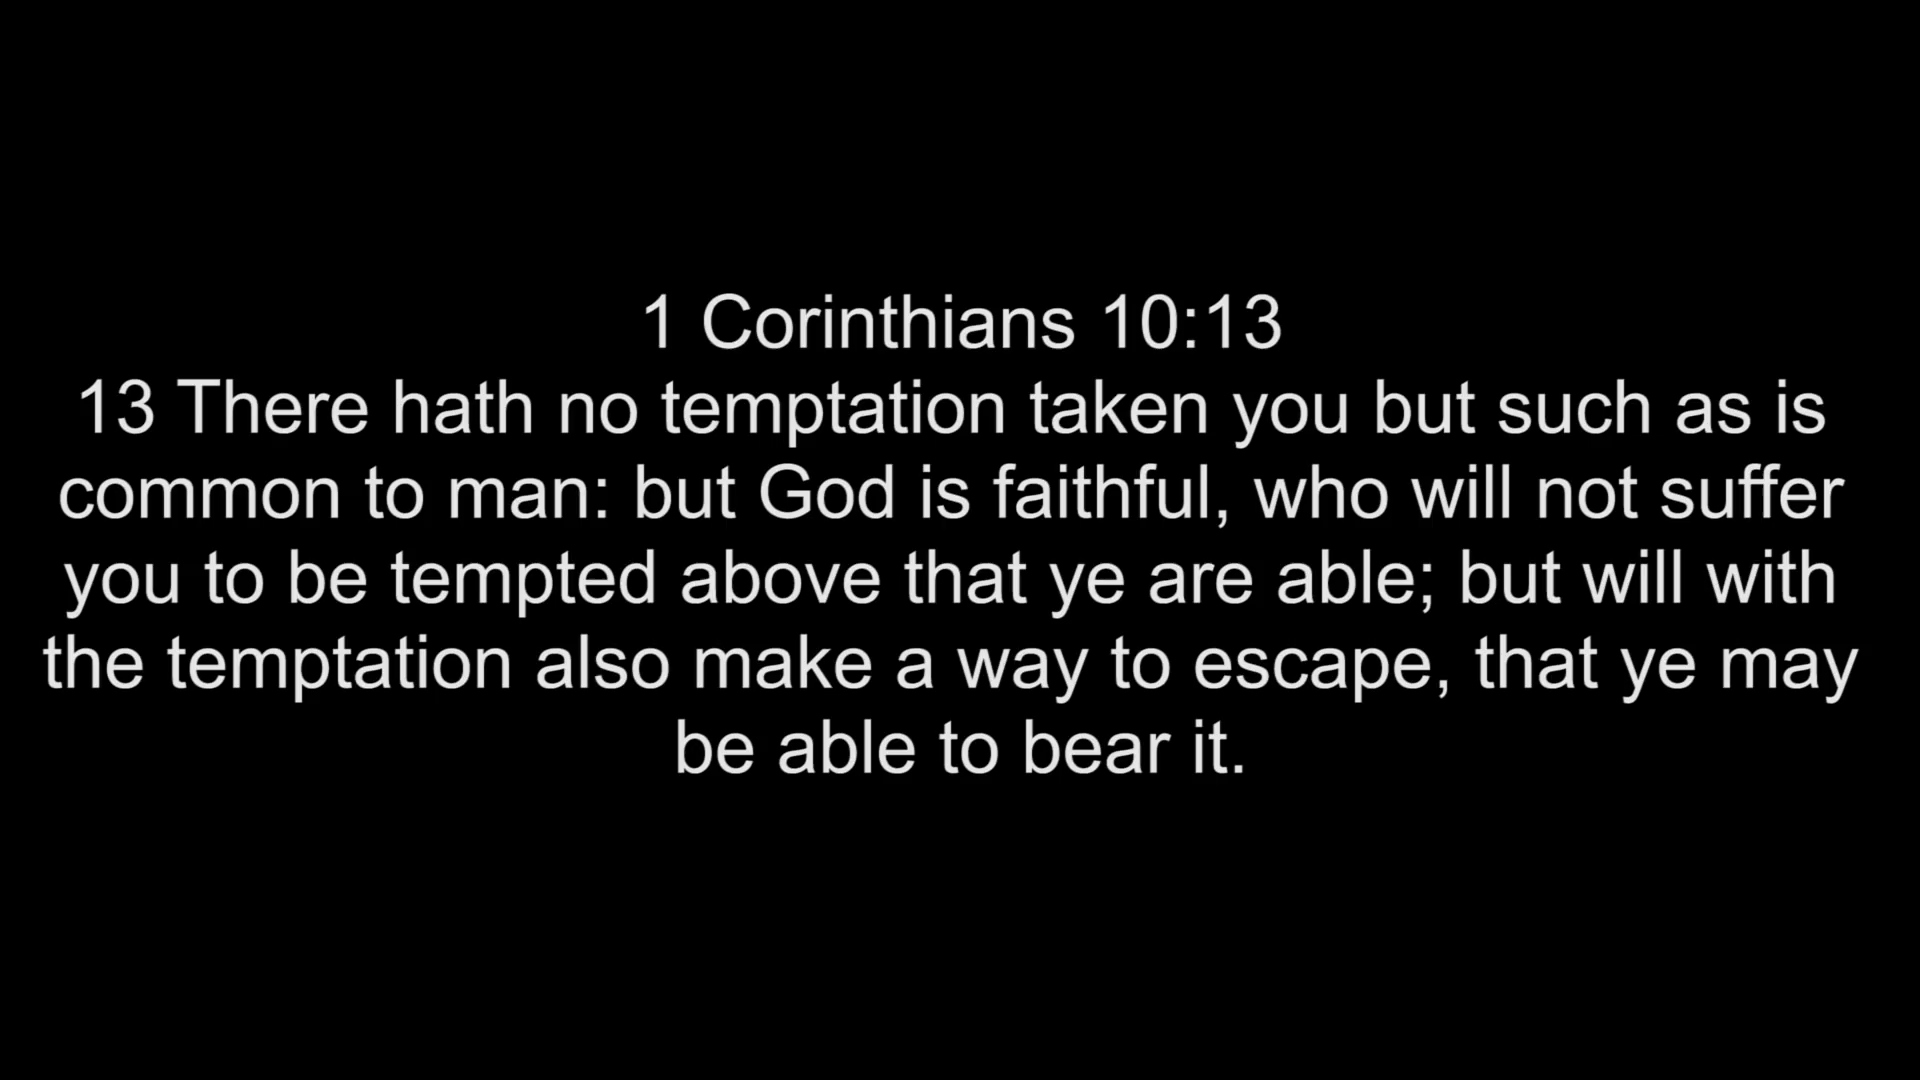 1 Corinthians 10:13
13 There hath no temptation taken you but such as is
common to man: but God is faithful, who will not suffer
you to be tempted above that ye are able; but will with
the temptation also make a way to escape, that ye may
be able to bear it.